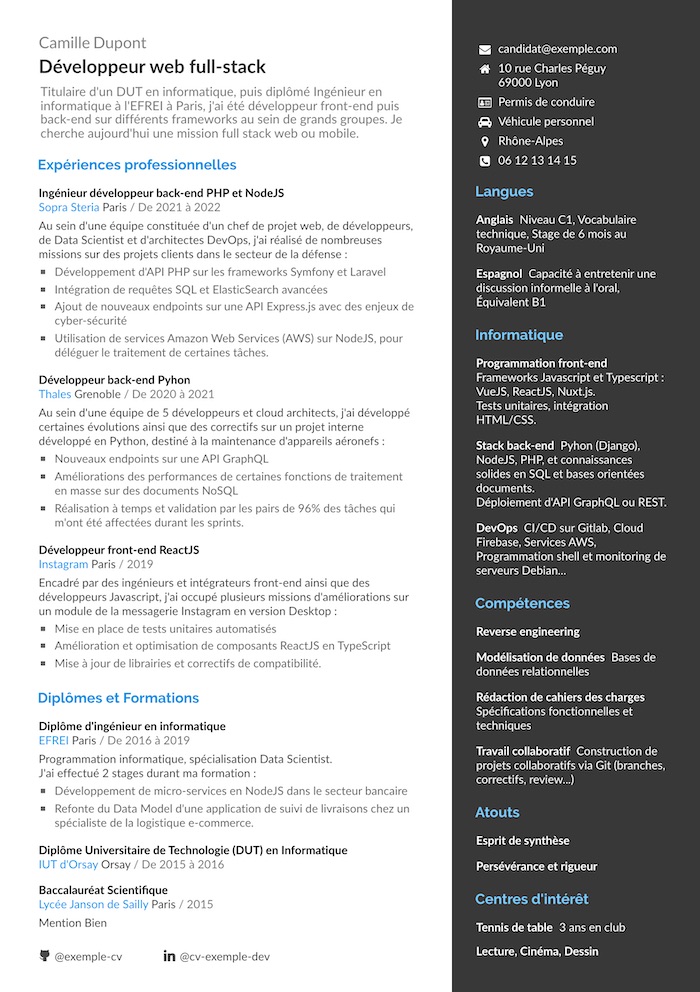 Camille Dupont
Développeur web full-stack
Titulaire d'un DUT en informatique, puis diplômé Ingénieur en
informatique à l'EFREI à Paris, j'ai été développeur front-end puis
back-end sur différents frameworks au sein de grands groupes. Je
cherche aujourd'hui une mission full stack web ou mobile.
Expériences professionnelles
Ingénieur développeur back-end PHP et NodeJS
Sopra Steria Paris / De 2021 à 2022
Au sein d'une équipe constituée d'un chef de projet web, de développeurs,
de Data Scientist et d'architectes DevOps, j'ai réalisé de nombreuses
missions sur des projets clients dans le secteur de la défense :
Développement d'API PHP sur les frameworks Symfony et Laravel
Intégration de requêtes SQL et ElasticSearch avancées
Ajout de nouveaux endpoints sur une API Express.js avec des enjeux de
cyber-sécurité
Utilisation de services Amazon Web Services (AWS) sur NodeJS, pour
déléguer le traitement de certaines tâches.
Développeur back-end Pyhon
Thales Grenoble / De 2020 à 2021
Au sein d'une équipe de 5 développeurs et cloud architects, j'ai développé
certaines évolutions ainsi que des correctifs sur un projet interne
développé en Python, destiné à la maintenance d'appareils aéronefs :
Nouveaux endpoints sur une API GraphQL
Améliorations des performances de certaines fonctions de traitement
en masse sur des documents NoSQL
Réalisation à temps et validation par les pairs de 96% des tâches qui
m'ont été affectées durant les sprints.
Développeur front-end ReactJS
Instagram Paris / 2019
Encadré par des ingénieurs et intégrateurs front-end ainsi que des
développeurs Javascript, j'ai occupé plusieurs missions d'améliorations sur
un module de la messagerie Instagram en version Desktop :
Mise en place de tests unitaires automatisés
Amélioration et optimisation de composants ReactJS en TypeScript
Mise à jour de librairies et correctifs de compatibilité.
Diplômes et Formations
Diplôme d'ingénieur en informatique
EFREI Paris / De 2016 à 2019
Programmation informatique, spécialisation Data Scientist.
J'ai effectué 2 stages durant ma formation :
Développement de micro-services en NodeJS dans le secteur bancaire
Refonte du Data Model d'une application de suivi de livraisons chez un
spécialiste de la logistique e-commerce.
Diplôme Universitaire de Technologie (DUT) en Informatique
IUT d'Orsay Orsay / De 2015 à 2016
Baccalauréat Scientifique
Lycée Janson de Sailly Paris / 2015
Mention Bien
@exemple-cv
@cv-exemple-dev
candidat@exemple.com
10 rue Charles Péguy
69000 Lyon
Permis de conduire
Véhicule personnel
Rhône-Alpes
06 12 13 14 15
Langues
Anglais Niveau C1, Vocabulaire
technique, Stage de 6 mois au
Royaume-Uni
Espagnol Capacité à entretenir une
discussion informelle à l'oral,
Équivalent B1
Informatique
Programmation front-end
Frameworks Javascript et Typescript :
VueJS, ReactJS, Nuxt.js.
Tests unitaires, intégration
HTML/CSS.
Stack back-end Pyhon (Django),
NodeJS, PHP, et connaissances
solides en SQL et bases orientées
documents.
Déploiement d'API GraphQL ou REST.
DevOps CI/CD sur Gitlab, Cloud
Firebase, Services AWS,
Programmation shell et monitoring de
serveurs Debian...
Compétences
Reverse engineering
Modélisation de données Bases de
données relationnelles
Rédaction de cahiers des charges
Spécifications fonctionnelles et
techniques
Travail collaboratif Construction de
projets collaboratifs via Git (branches,
correctifs, review...)
Atouts
Esprit de synthèse
Persévérance et rigueur
Centres d'intérêt
Tennis de table 3 ans en club
Lecture, Cinéma, Dessin